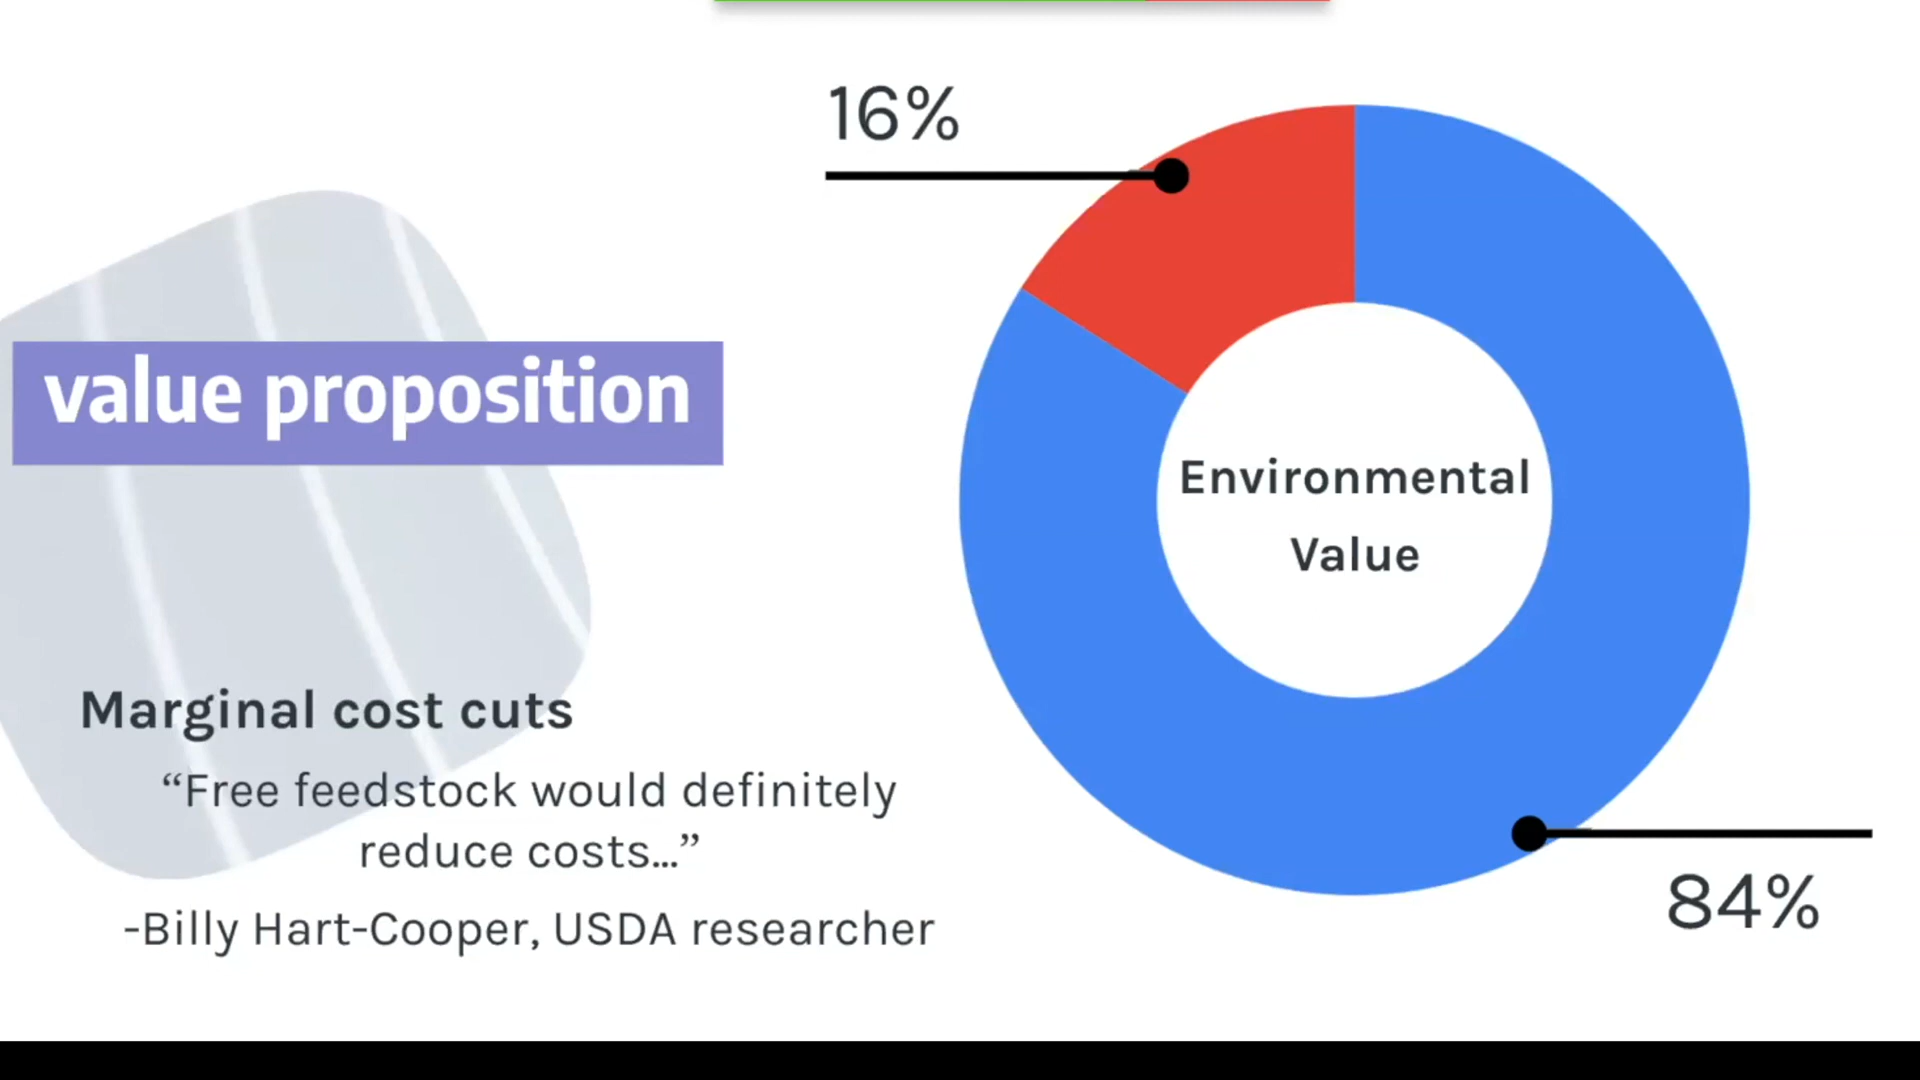 value proposition
Marginal cost cuts
“Free feedstock would definitely
reduce costs...”
-Billy Hart-Cooper, USDA researcher
16%
Environmental
Value
84%